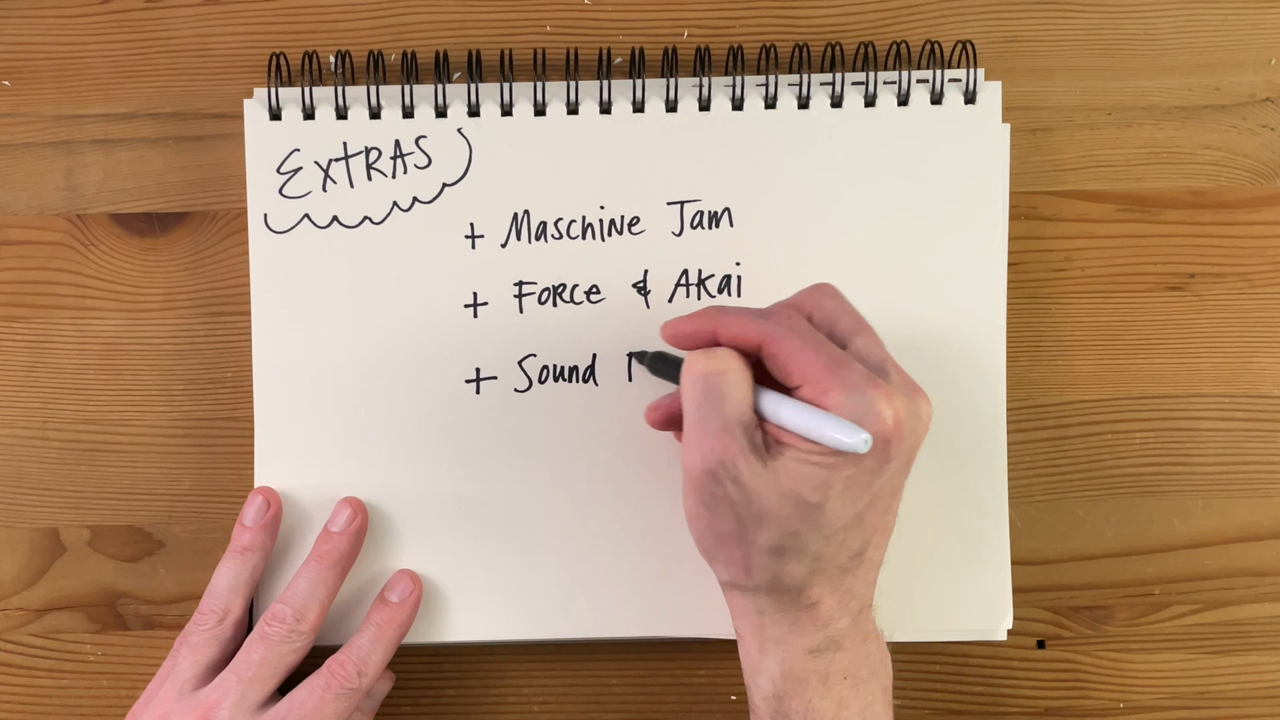 ExtRAS
+ Maschine Jam
+ Force & Akai
+ Sound